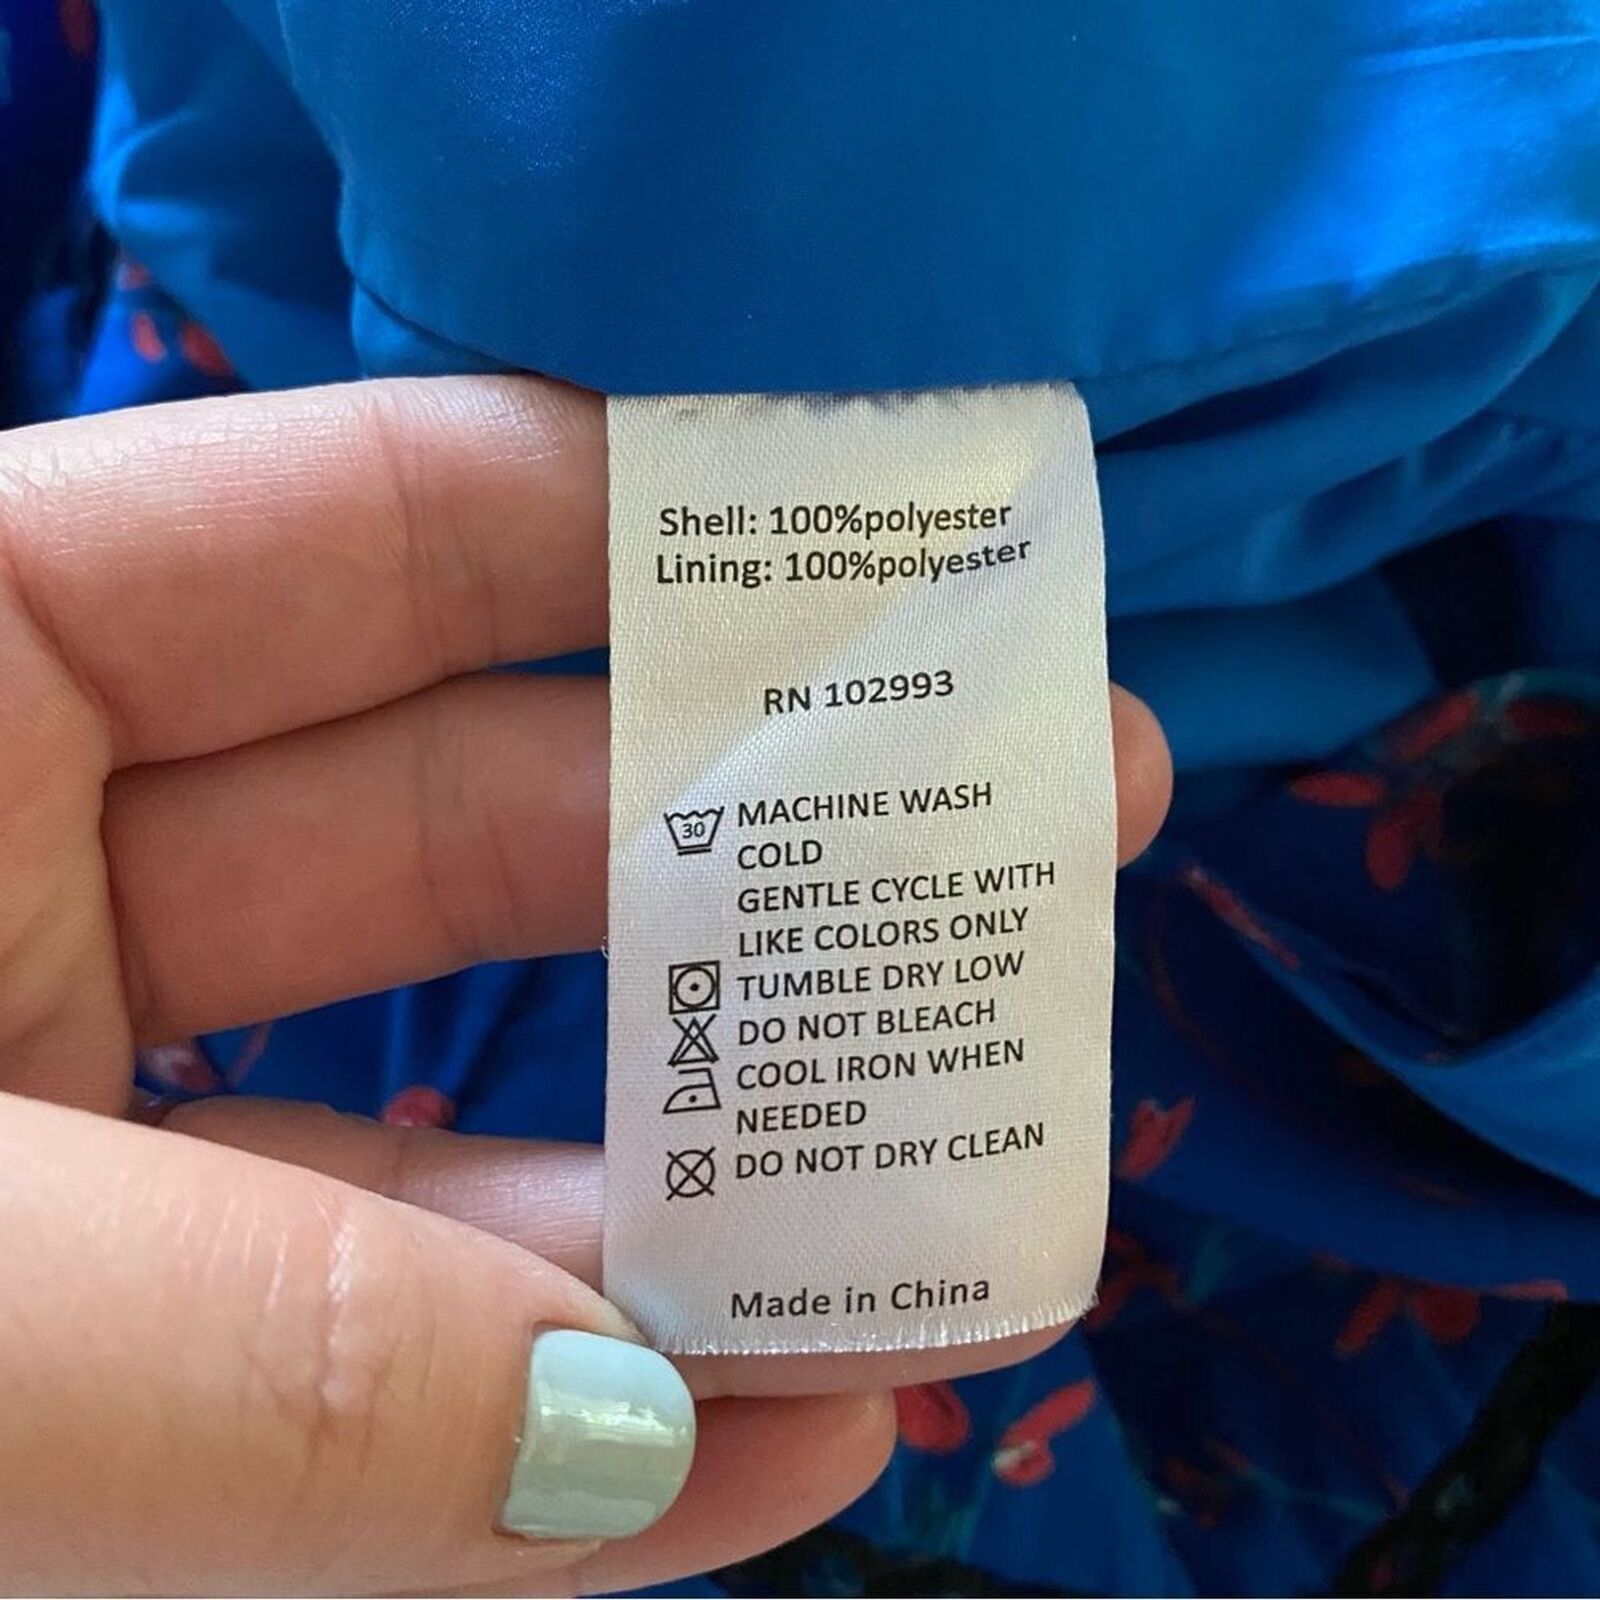 Shell: 100%polyester
Lining: 100%polyester
RN 102993
30 MACHINE WASH
COLD
GENTLE CYCLE WITH
LIKE COLORS ONLY
TUMBLE DRY LOW
DO NOT BLEACH
COOL IRON WHEN
NEEDED
DO NOT DRY CLEAN
Made in China